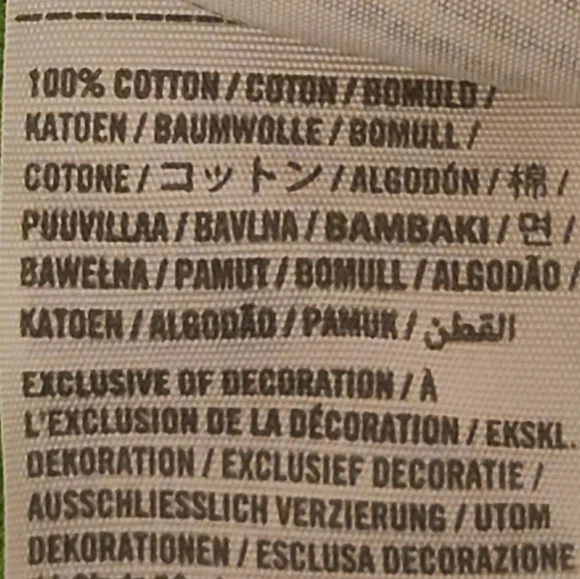 100% COTTON / COTON / BOMULD /
KATOEN / BAUMWOLLE / BOMULL /
COTONE / コットン / ALGODÓN / 棉 /
PUUVILLAA / BAVLNA / BAMBAKI / 면 /
BAWEŁNA / PAMUT / BOMULL / ALGODÃO /
KATOEN / ALGODÃO / PAMUK / القطن
EXCLUSIVE OF DECORATION / À
L'EXCLUSION DE LA DÉCORATION / EKSKL.
DEKORATION / EXCLUSIEF DECORATIE /
AUSSCHLIESSLICH VERZIERUNG / UTOM
DEKORATIONEN / ESCLUSA DECORAZIONE